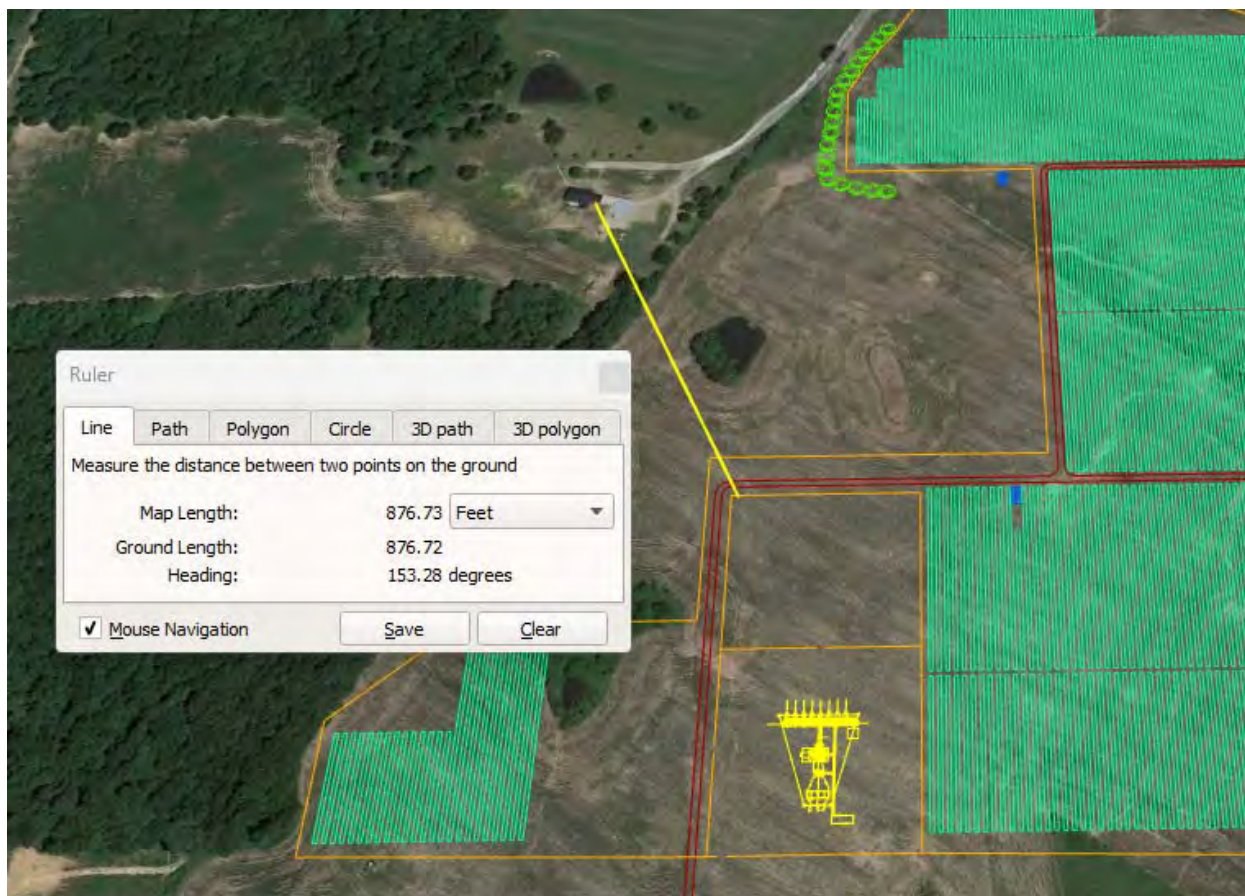 Ruler
Line Path Polygon Circle 3D path 3D polygon
Measure the distance between two points on the ground
Map Length: 876.73 Feet
Ground Length: 876.72
Heading: 153.28 degrees
Mouse Navigation Save Clear